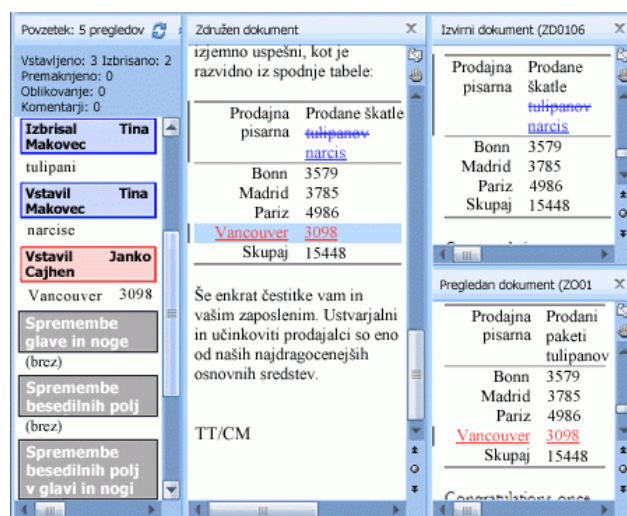 Povzetek: 5 pregledov
Vstavljeno: 3 Izbrisano: 2
Premaknjeno: 0
Oblikovanje: 0
Komentarji: 0
Izbrisal Tina
Makovec
tulipani
Vstavil Tina
Makovec
narcise
Vstavil Janko
Cajhen
Vancouver 3098
Spremembe
glave in noge
(brez)
Spremembe
besedilnih polj
(brez)
Spremembe
besedilnih polj
v glavi in nogi
Združen dokument
izjemno uspešni, kot je
razvidno iz spodnje tabele:
Prodajna Prodane škatle
pisarna tulipanov
narcis
Bonn 3579
Madrid 3785
Pariz 4986
Vancouver 3098
Skupaj 15448
Še enkrat čestitke vam in
vašim zaposlenim. Ustvarjalni
in učinkoviti prodajalci so eno
od naših najdragocenejših
osnovnih sredstev.
TT/CM
Izvirni dokument (ZD0106
Prodajna Prodane
pisarna škatle
tulipanov
narcis
Bonn 3579
Madrid 3785
Pariz 4986
Skupaj 15448
Pregledan dokument (ZO01
Prodajna Prodani
pisarna paketi
tulipanov
Bonn 3579
Madrid 3785
Pariz 4986
Vancouver 3098
Skupaj 15448
Congratulations once